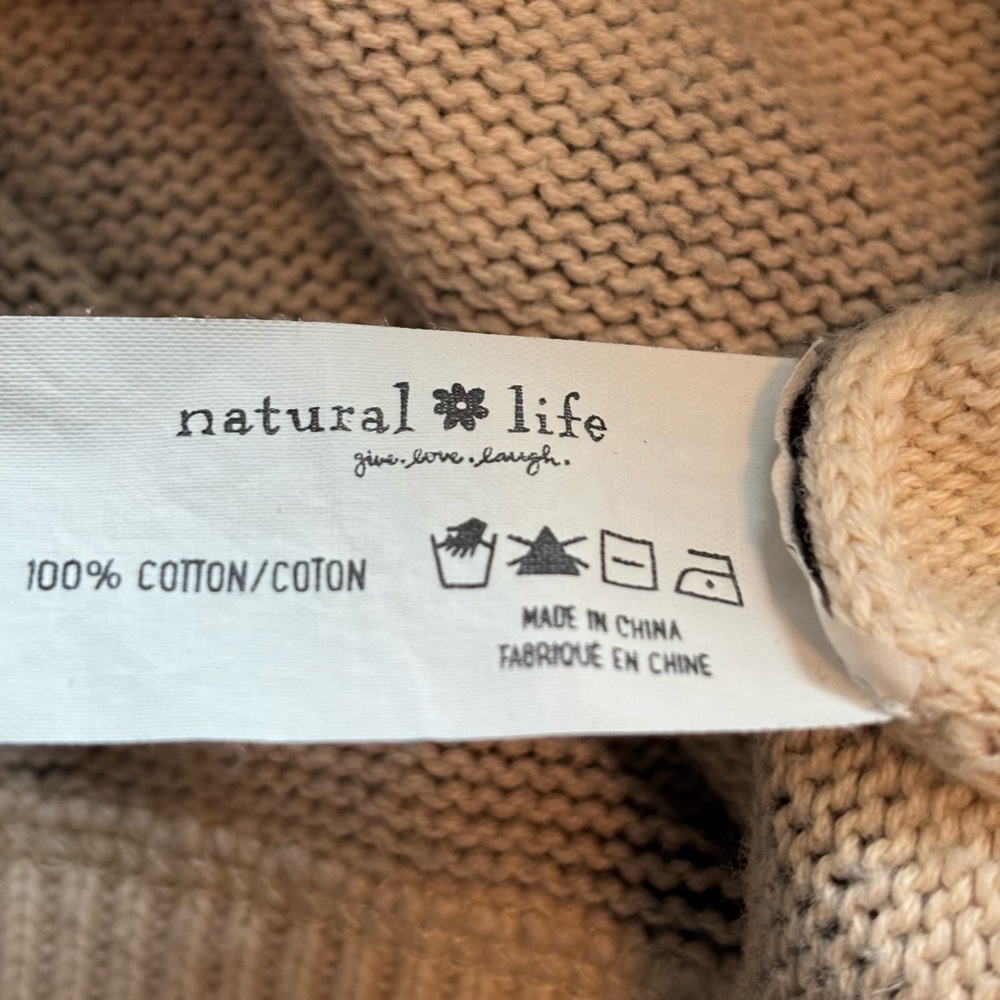 natural life
give.love.laugh.
100% COTTON/COTON
MADE IN CHINA
FABRIQUÉ EN CHINE